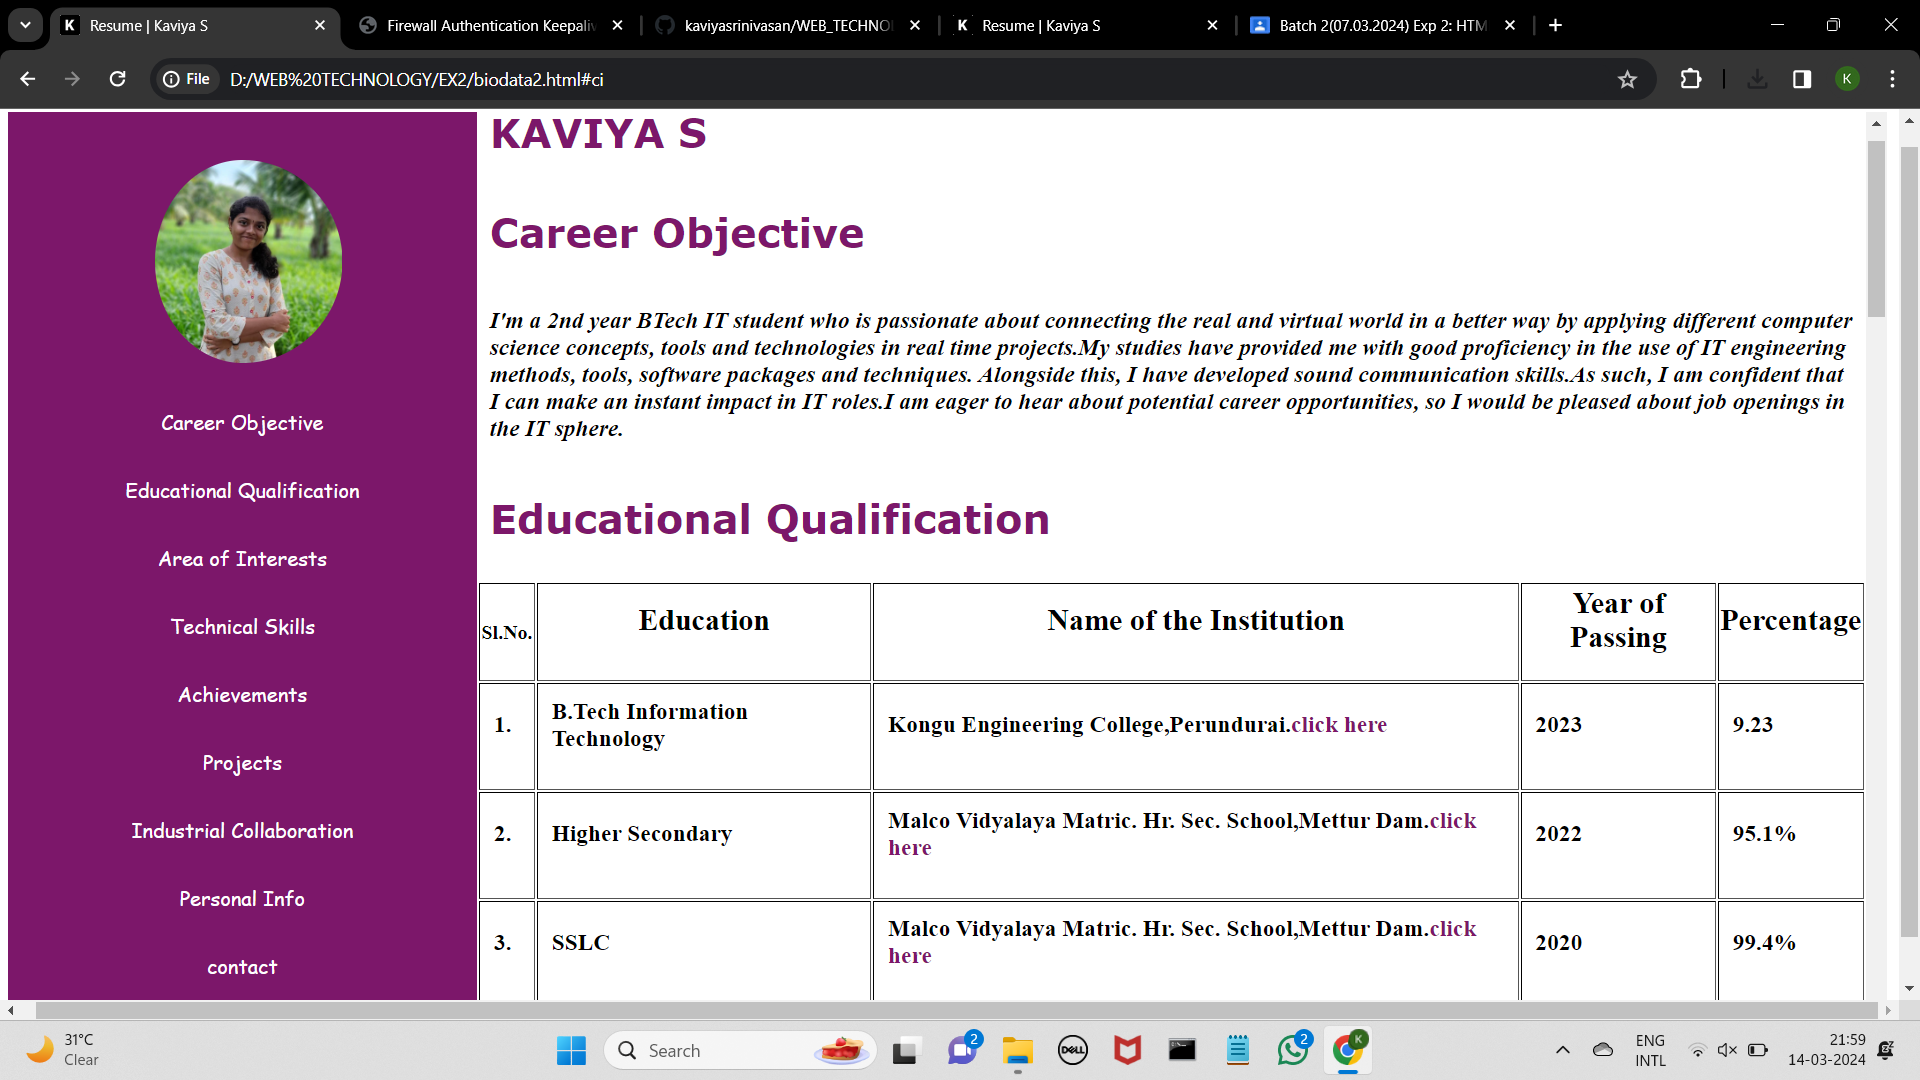 Resume | Kaviya S
Firewall Authentication Keepaliv
kaviyasrinivasan/WEB_TECHNO
Resume | Kaviya S
Batch 2(07.03.2024) Exp 2: HTM
File
D:/WEB%20TECHNOLOGY/EX2/biodata2.html#ci
K
KAVIYA S
Career Objective
I'm a 2nd year BTech IT student who is passionate about connecting the real and virtual world in a better way by applying different computer
science concepts, tools and technologies in real time projects.My studies have provided me with good proficiency in the use of IT engineering
methods, tools, software packages and techniques. Alongside this, I have developed sound communication skills.As such, I am confident that
I can make an instant impact in IT roles.I am eager to hear about potential career opportunities, so I would be pleased about job openings in
the IT sphere.
Career Objective
Educational Qualification
Area of Interests
Technical Skills
Achievements
Projects
Industrial Collaboration
Personal Info
contact
Educational Qualification
Sl.No.
Education
Name of the Institution
Year of
Passing
Percentage
1.
B.Tech Information
Technology
Kongu Engineering College,Perundurai.click here
2023
9.23
2.
Higher Secondary
Malco Vidyalaya Matric. Hr. Sec. School,Mettur Dam.click
here
2022
95.1%
3.
SSLC
Malco Vidyalaya Matric. Hr. Sec. School,Mettur Dam.click
here
2020
99.4%
31°C
Clear
Search
2
DELL
2
K
ENG
INTL
21:59
14-03-2024